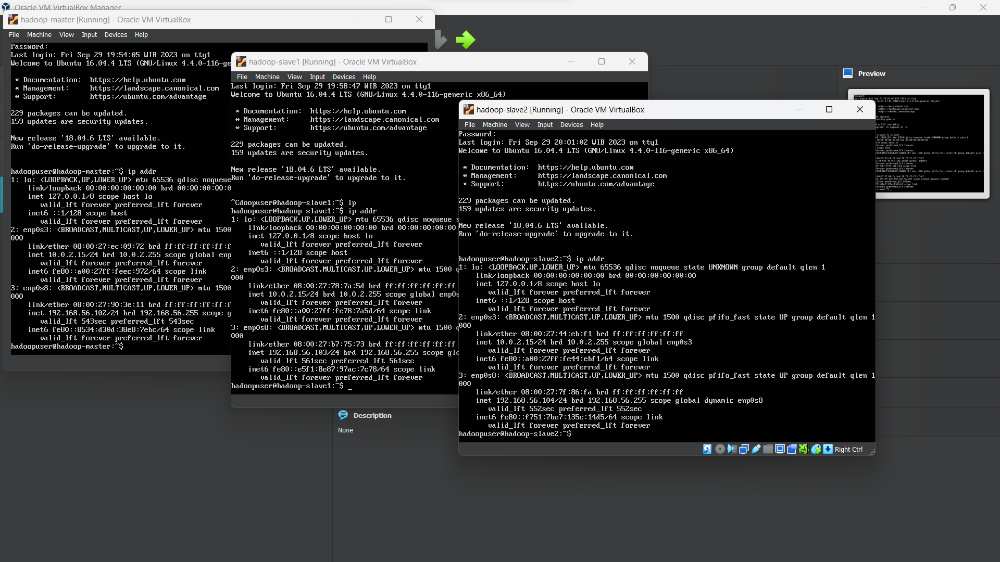 Oracle VM VirtualBox Manager
hadoop-master [Running] - Oracle VM VirtualBox
File Machine View Input Devices Help
Password:
Last login: Fri Sep 29 19:54:05 WIB 2023 on tty1
Welcome to Ubuntu 16.04.4 LTS (GNU/Linux 4.4.0-116-ge
* Documentation: https://help.ubuntu.com
* Management: https://landscape.canonical.com
* Support: https://ubuntu.com/advantage
229 packages can be updated.
159 updates are security updates.
New release '18.04.6 LTS' available.
Run 'do-release-upgrade' to upgrade to it.
hadoopuser@hadoop-master:~$ ip addr
1: lo: <LOOPBACK,UP,LOWER_UP> mtu 65536 qdisc noqueue
link/loopback 00:00:00:00:00:00 brd 00:00:00:00:0
inet 127.0.0.1/8 scope host lo
valid_lft forever preferred_lft forever
inet6 ::1/128 scope host
valid_lft forever preferred_lft forever
2: enp0s3: <BROADCAST,MULTICAST,UP,LOWER_UP> mtu 1500
000
link/ether 08:00:27:ec:09:72 brd ff:ff:ff:ff:ff:f
inet 10.0.2.15/24 brd 10.0.2.255 scope global enp
valid_lft forever preferred_lft forever
inet6 fe80::a00:27ff:feec:972/64 scope link
valid_lft forever preferred_lft forever
3: enp0s8: <BROADCAST,MULTICAST,UP,LOWER_UP> mtu 1500
000
link/ether 08:00:27:90:3e:11 brd ff:ff:ff:ff:ff:f
inet 192.168.56.102/24 brd 192.168.56.255 scope g
valid_lft 543sec preferred_lft 543sec
inet6 fe80::8534:d30d:38e8:7ebc/64 scope link
valid_lft forever preferred_lft forever
hadoopuser@hadoop-master:~$
hadoop-slave1 [Running] - Oracle VM VirtualBox
File Machine View Input Devices Help
Last login: Fri Sep 29 19:58:47 WIB 2023 on tty1
Welcome to Ubuntu 16.04.4 LTS (GNU/Linux 4.4.0-116-generic x86_64)
* Documentation: https://help.ubuntu.com
* Management: https://landscape.canonical.com
* Support: https://ubuntu.com/advantage
229 packages can be updated.
159 updates are security updates.
New release '18.04.6 LTS' available.
Run 'do-release-upgrade' to upgrade to it.
^Cdoopuser@hadoop-slave1:~$ ip
hadoopuser@hadoop-slave1:~$ ip addr
1: lo: <LOOPBACK,UP,LOWER_UP> mtu 65536 qdisc noqueue s
link/loopback 00:00:00:00:00:00 brd 00:00:00:00:00:
inet 127.0.0.1/8 scope host lo
valid_lft forever preferred_lft forever
inet6 ::1/128 scope host
valid_lft forever preferred_lft forever
2: enp0s3: <BROADCAST,MULTICAST,UP,LOWER_UP> mtu 1500 q
000
link/ether 08:00:27:78:7a:5d brd ff:ff:ff:ff:ff:ff
inet 10.0.2.15/24 brd 10.0.2.255 scope global enp0s
valid_lft forever preferred_lft forever
inet6 fe80::a00:27ff:fe78:7a5d/64 scope link
valid_lft forever preferred_lft forever
3: enp0s8: <BROADCAST,MULTICAST,UP,LOWER_UP> mtu 1500 q
000
link/ether 08:00:27:b7:75:73 brd ff:ff:ff:ff:ff:ff
inet 192.168.56.103/24 brd 192.168.56.255 scope glo
valid_lft 561sec preferred_lft 561sec
inet6 fe80::e5f1:8e87:97ac:7c78/64 scope link
valid_lft forever preferred_lft forever
hadoopuser@hadoop-slave1:~$ _
hadoop-slave2 [Running] - Oracle VM VirtualBox
File Machine View Input Devices Help
Password:
Last login: Fri Sep 29 20:01:02 WIB 2023 on tty1
Welcome to Ubuntu 16.04.4 LTS (GNU/Linux 4.4.0-116-generic x86_64)
* Documentation: https://help.ubuntu.com
* Management: https://landscape.canonical.com
* Support: https://ubuntu.com/advantage
229 packages can be updated.
159 updates are security updates.
New release '18.04.6 LTS' available.
Run 'do-release-upgrade' to upgrade to it.
hadoopuser@hadoop-slave2:~$ ip addr
1: lo: <LOOPBACK,UP,LOWER_UP> mtu 65536 qdisc noqueue state UNKNOWN group default qlen 1
link/loopback 00:00:00:00:00:00 brd 00:00:00:00:00:00
inet 127.0.0.1/8 scope host lo
valid_lft forever preferred_lft forever
inet6 ::1/128 scope host
valid_lft forever preferred_lft forever
2: enp0s3: <BROADCAST,MULTICAST,UP,LOWER_UP> mtu 1500 qdisc pfifo_fast state UP group default qlen 1
000
link/ether 08:00:27:44:eb:f1 brd ff:ff:ff:ff:ff:ff
inet 10.0.2.15/24 brd 10.0.2.255 scope global enp0s3
valid_lft forever preferred_lft forever
inet6 fe80::a00:27ff:fe44:ebf1/64 scope link
valid_lft forever preferred_lft forever
3: enp0s8: <BROADCAST,MULTICAST,UP,LOWER_UP> mtu 1500 qdisc pfifo_fast state UP group default qlen 1
000
link/ether 08:00:27:7f:86:fa brd ff:ff:ff:ff:ff:ff
inet 192.168.56.104/24 brd 192.168.56.255 scope global dynamic enp0s8
valid_lft 552sec preferred_lft 552sec
inet6 fe80::f751:7be7:135c:14d5/64 scope link
valid_lft forever preferred_lft forever
hadoopuser@hadoop-slave2:~$
Right Ctrl
Preview
Description
None